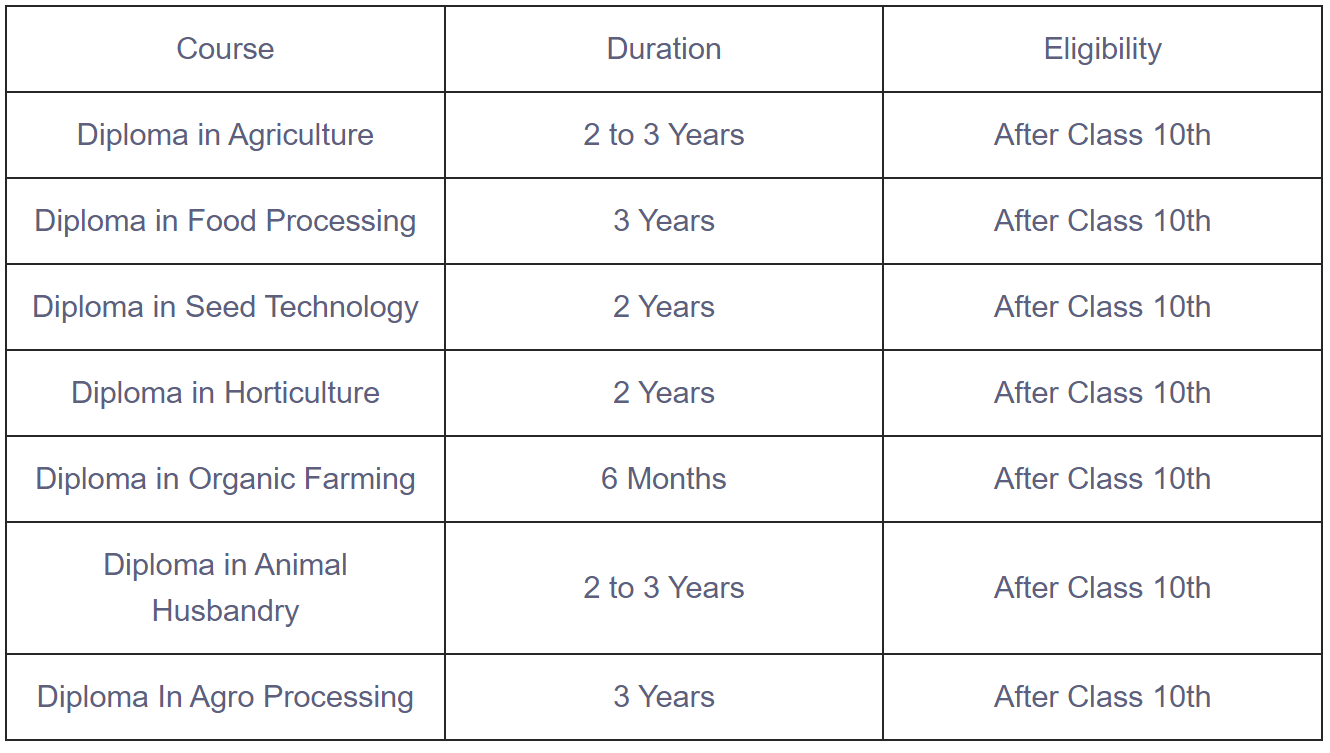 Course Duration Eligibility
Diploma in Agriculture 2 to 3 Years After Class 10th
Diploma in Food Processing 3 Years After Class 10th
Diploma in Seed Technology 2 Years After Class 10th
Diploma in Horticulture 2 Years After Class 10th
Diploma in Organic Farming 6 Months After Class 10th
Diploma in Animal
Husbandry 2 to 3 Years After Class 10th
Diploma In Agro Processing 3 Years After Class 10th